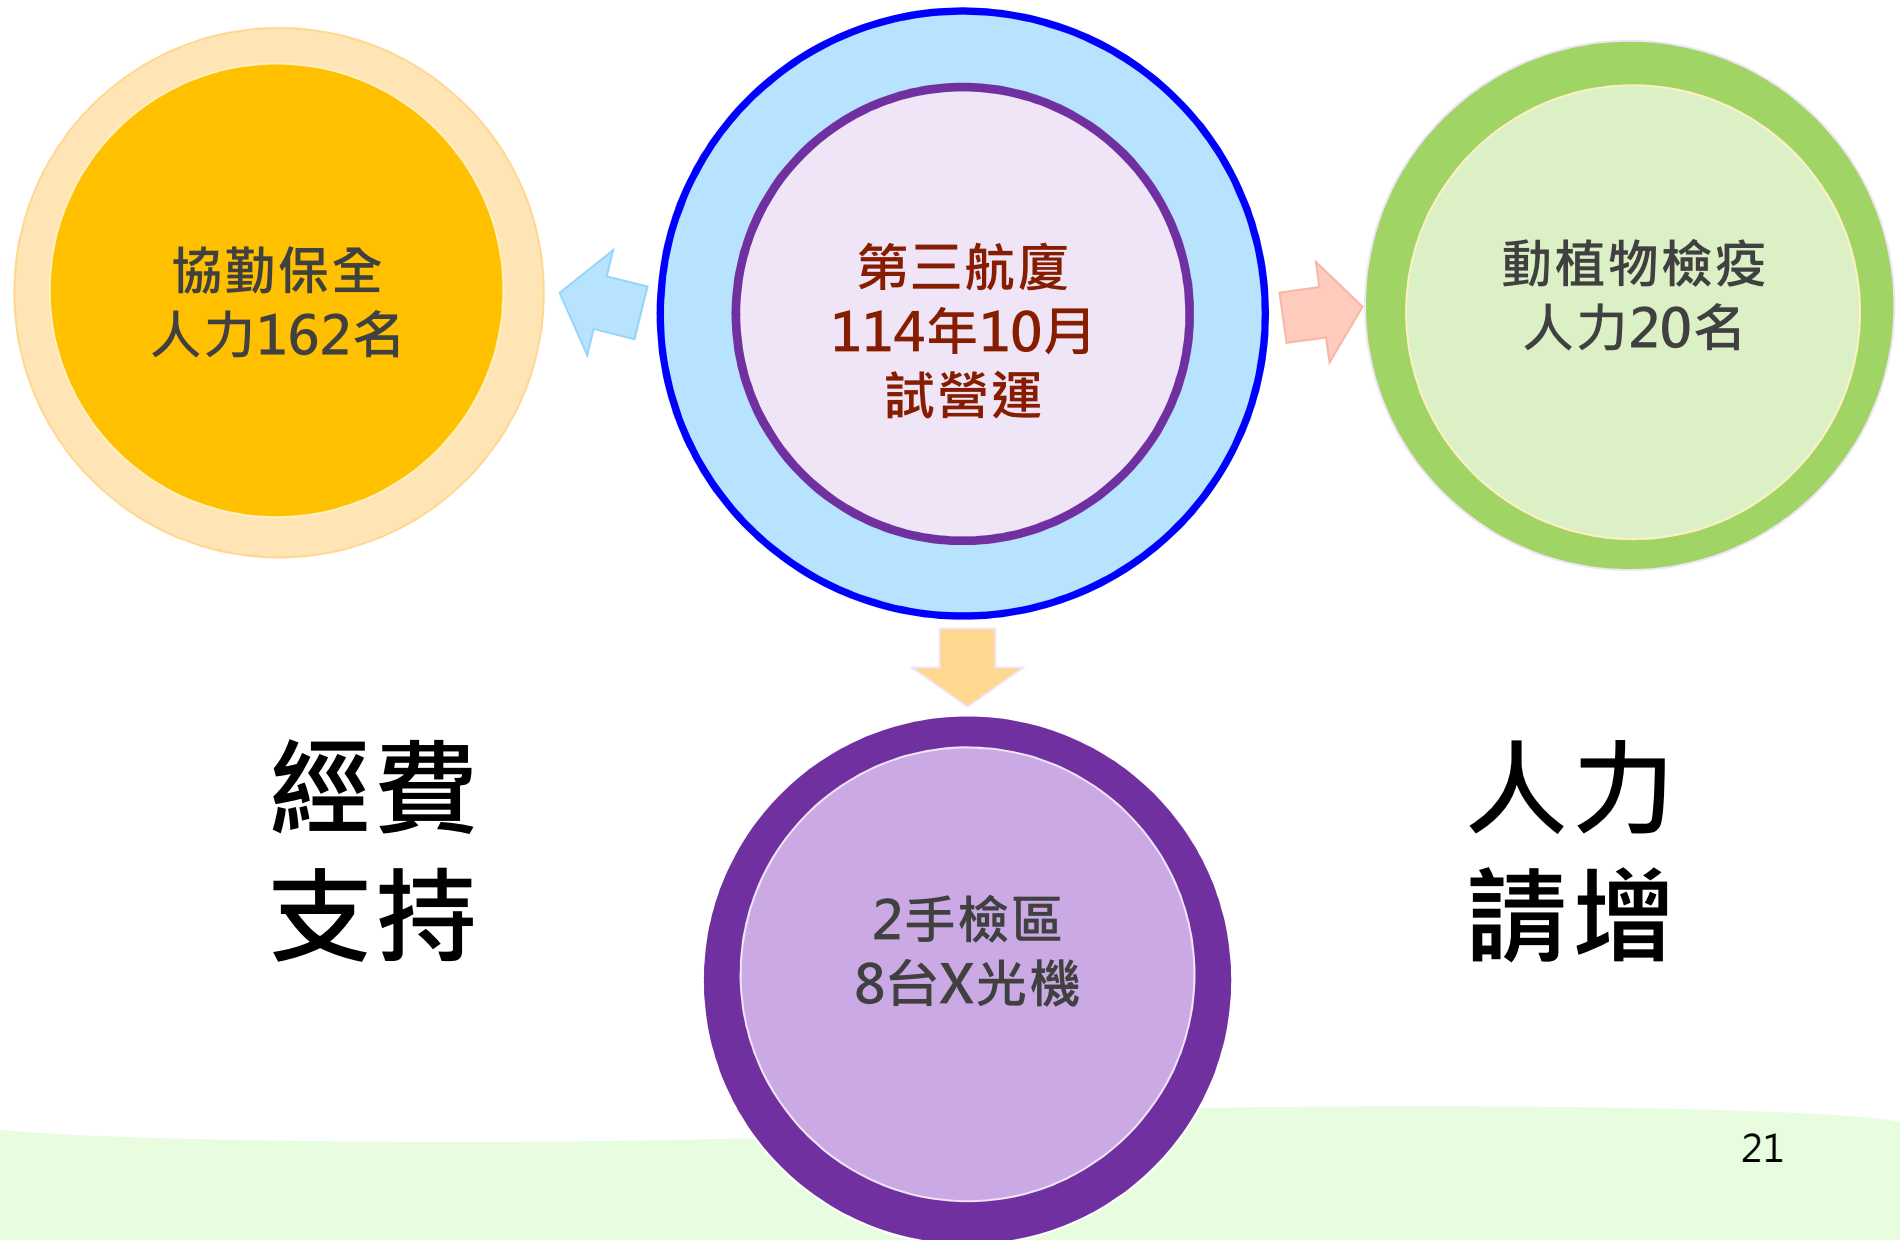 協勤保全
人力162名
第三航廈
114年10月
試營運
動植物檢疫
人力20名
經費
支持
2手檢區
8台X光機
人力
請增
21